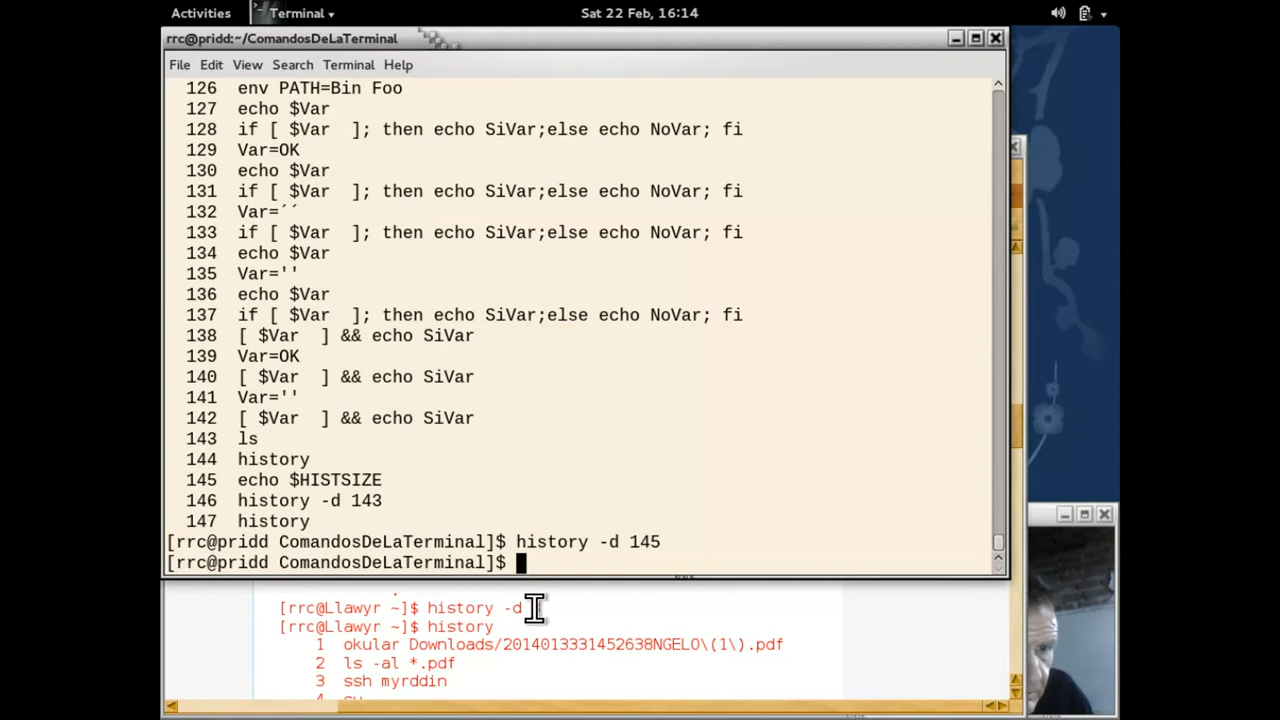 Activities Terminal Sat 22 Feb, 16:14
rrc@pridd:~/ComandosDeLaTerminal
File Edit View Search Terminal Help
126 env PATH=Bin Foo
127 echo $Var
128 if [ $Var ]; then echo SiVar;else echo NoVar; fi
129 Var=OK
130 echo $Var
131 if [ $Var ]; then echo SiVar;else echo NoVar; fi
132 Var=´´
133 if [ $Var ]; then echo SiVar;else echo NoVar; fi
134 echo $Var
135 Var=''
136 echo $Var
137 if [ $Var ]; then echo SiVar;else echo NoVar; fi
138 [ $Var ] && echo SiVar
139 Var=OK
140 [ $Var ] && echo SiVar
141 Var=''
142 [ $Var ] && echo SiVar
143 ls
144 history
145 echo $HISTSIZE
146 history -d 143
147 history
[rrc@pridd ComandosDeLaTerminal]$ history -d 145
[rrc@pridd ComandosDeLaTerminal]$
[rrc@Llawyr ~]$ history -d
[rrc@Llawyr ~]$ history
1 okular Downloads/2014013331452638NGELO\(1\).pdf
2 ls -al *.pdf
3 ssh myrddin